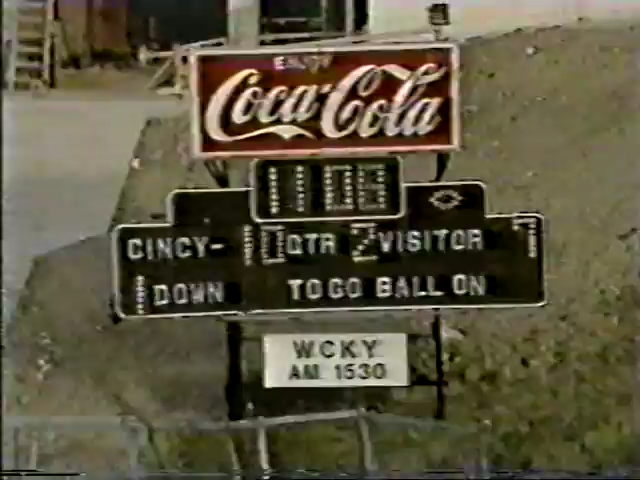 ENJOY
Coca-Cola
CINCY- QTR VISITOR
DOWN TO GO BALL ON
WCKY
AM 1530